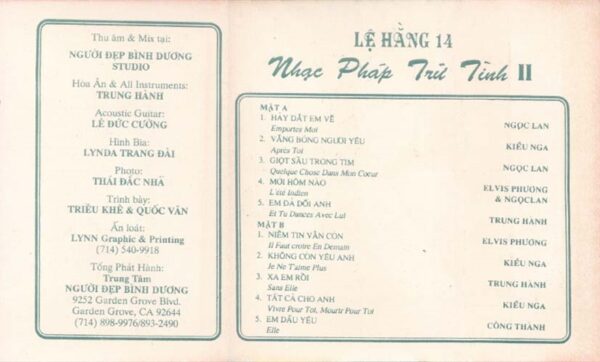 Thu âm & Mix tại:
NGƯỜI ĐẸP BÌNH DƯƠNG
STUDIO
Hòa Ân & All Instruments:
TRUNG HÀNH
Acoustic Guitar:
LÊ ĐỨC CƯỜNG
Hình Bìa:
LYNDA TRANG ĐÀI
Photo:
THÁI ĐẮC NHÃ
Trình bày:
TRIỀU KHÊ & QUỐC VĂN
Ấn loát:
LYNN Graphic & Printing
(714) 540-9918
Tổng Phát Hành:
Trung Tâm
NGƯỜI ĐẸP BÌNH DƯƠNG
9252 Garden Grove Blvd.
Garden Grove, CA 92644
(714) 898-9976/893-2490
LỆ HẰNG 14
Nhạc Pháp Trữ Tình II
MẶT A
1. HÃY DẮT EM VỀ
Emportes Moi
NGỌC LAN
2. VẮNG BÓNG NGƯỜI YÊU
Après Toi
KIỀU NGA
3. GIỌT SẦU TRONG TIM
Quelque Chose Dans Mon Coeur
NGỌC LAN
4. MỚI HÔM NÀO
L'été Indien
ELVIS PHƯƠNG
& NGỌCLAN
5. EM ĐÃ DỐI ANH
Et Tu Dances Avec Lui
TRUNG HÀNH
MẶT B
1. NIỀM TIN VẪN CÒN
Il Faut croire En Demain
ELVIS PHƯƠNG
2. KHÔNG CÒN YÊU ANH
Je Ne T'aime Plus
KIỀU NGA
3. XA EM RỒI
Sans Elle
TRUNG HÀNH
4. TẤT CẢ CHO ANH
Vivre Pour Toi, Mourir Pour Toi
KIỀU NGA
5. EM DẤU YÊU
Elle
CÔNG THÀNH